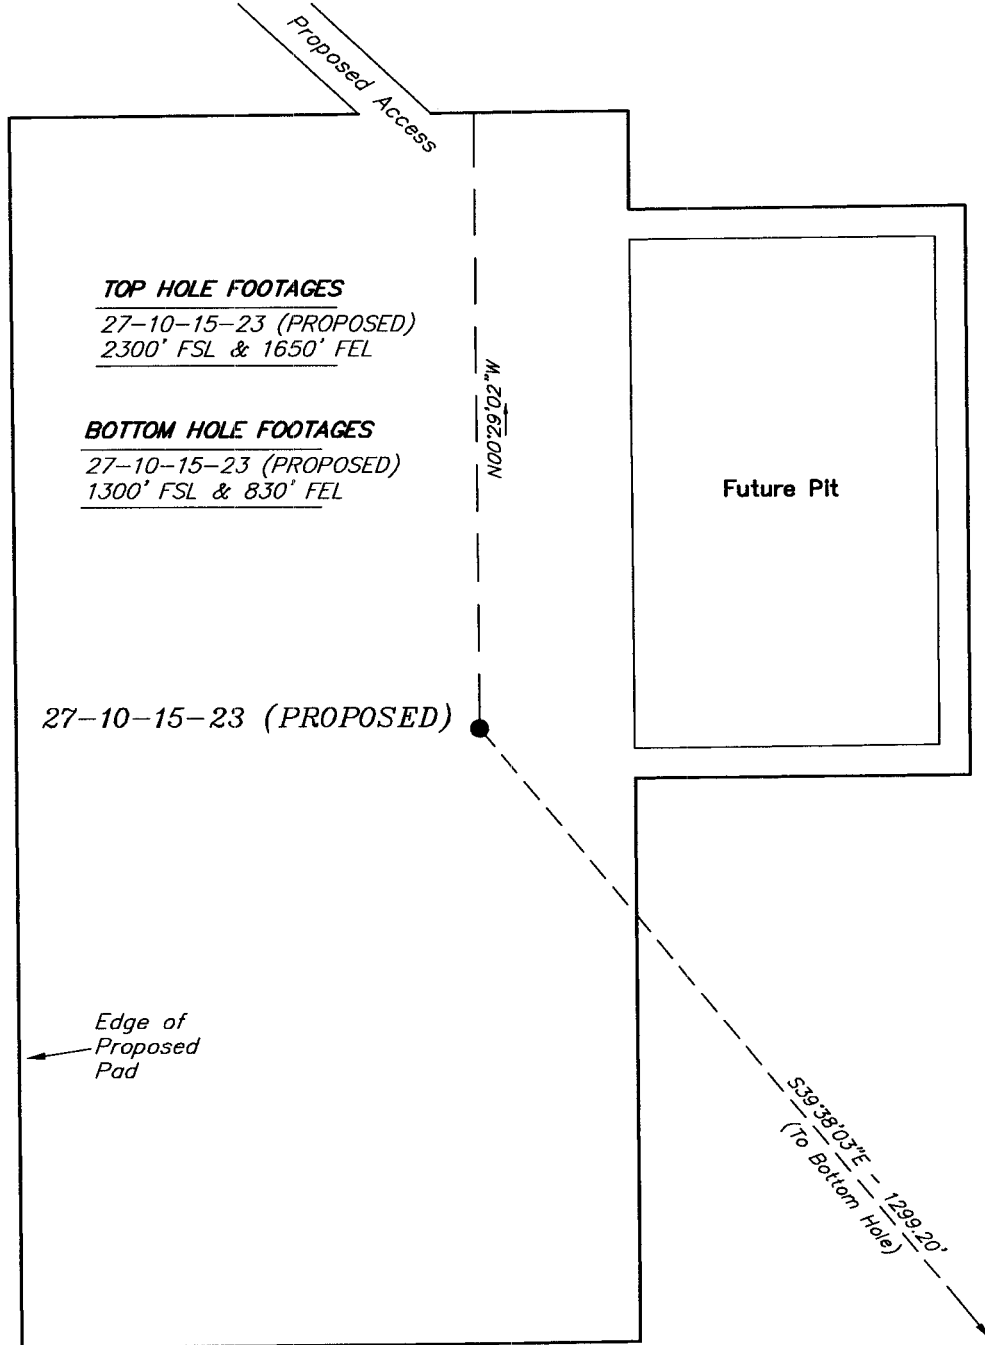 Proposed Access
TOP HOLE FOOTAGES
27-10-15-23 (PROPOSED)
2300' FSL & 1650' FEL
N00°29'02"W
BOTTOM HOLE FOOTAGES
27-10-15-23 (PROPOSED)
1300' FSL & 830' FEL
Future Pit
27-10-15-23 (PROPOSED)
Edge of
Proposed
Pad
S39°38'03"E - 1299.20'
(To Bottom Hole)